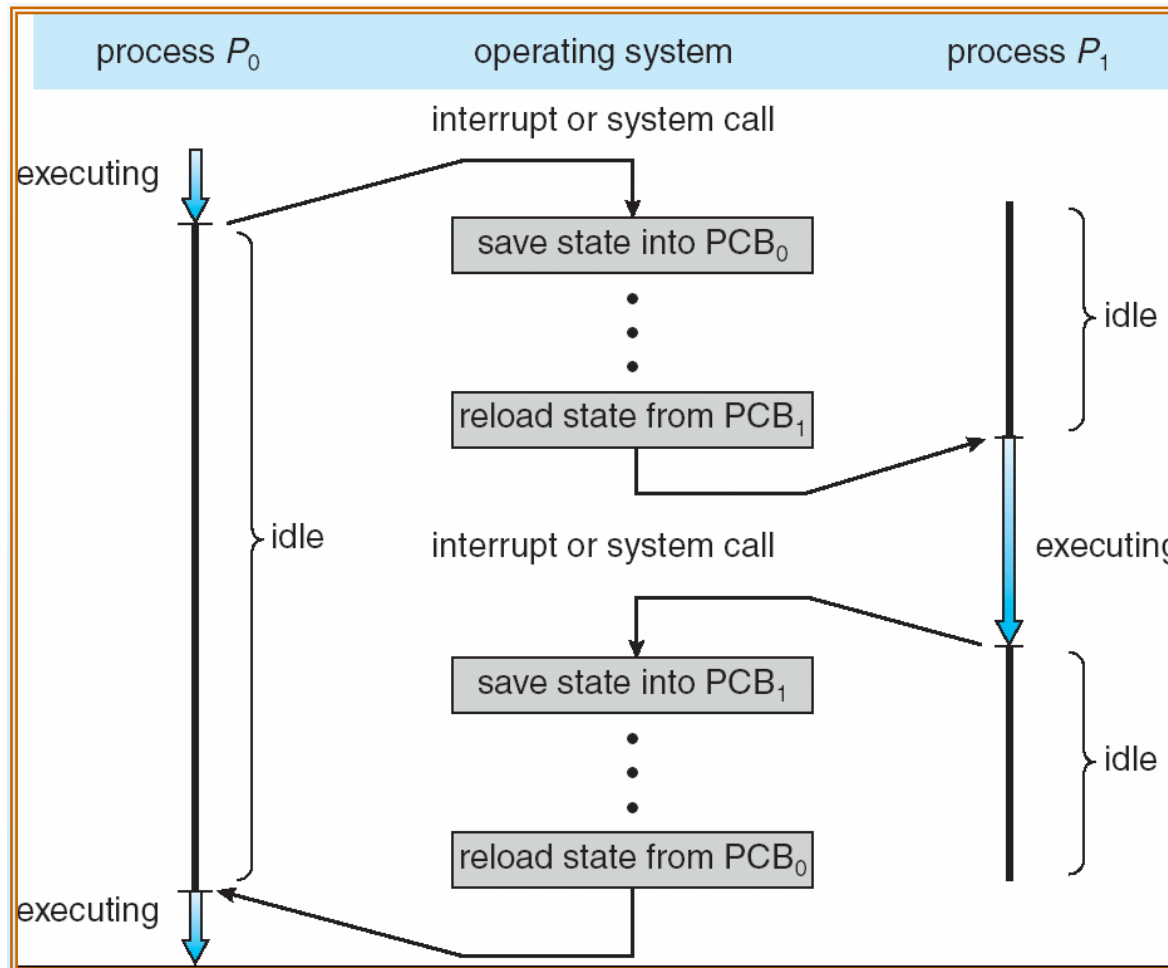 process P₀ operating system process P₁
interrupt or system call
executing
save state into PCB₀
idle
reload state from PCB₁
idle
interrupt or system call
executing
save state into PCB₁
idle
reload state from PCB₀
executing